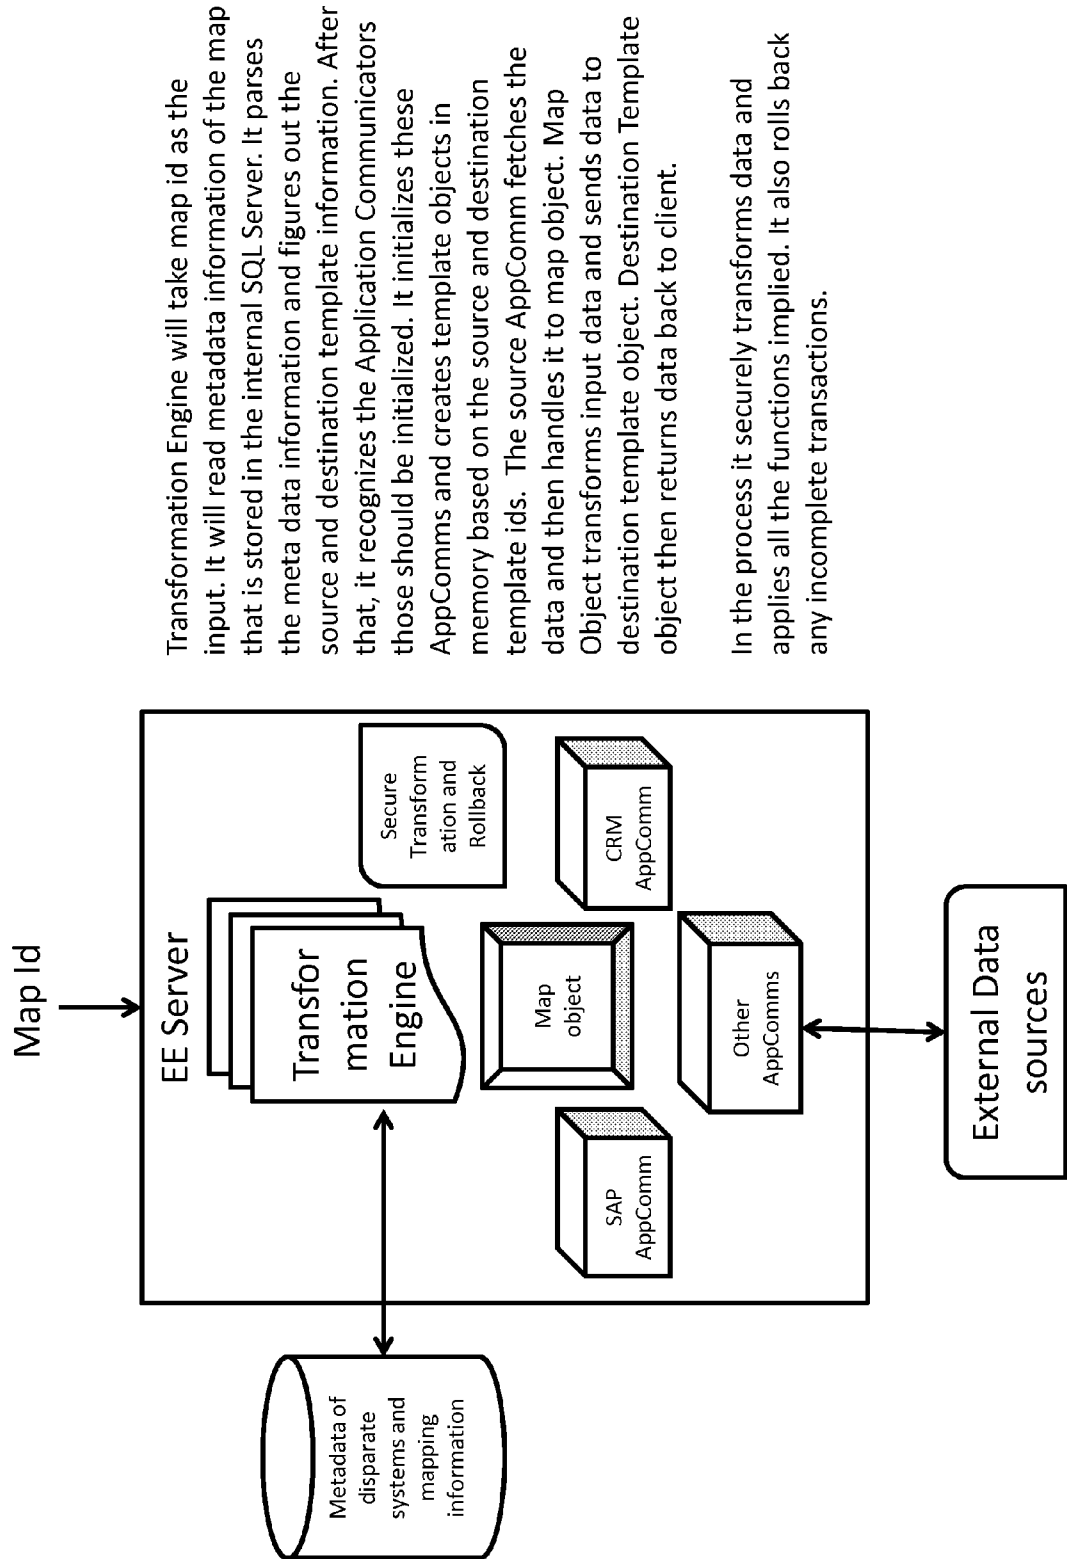 Map Id
EE Server
Transfor
mation
Engine
Secure
Transform
ation and
Rollback
Map
object
SAP
AppComm
CRM
AppComm
Other
AppComms
Metadata of
disparate
systems and
mapping
information
External Data
sources
Transformation Engine will take map id as the
input. It will read metadata information of the map
that is stored in the internal SQL Server. It parses
the meta data information and figures out the
source and destination template information. After
that, it recognizes the Application Communicators
those should be initialized. It initializes these
AppComms and creates template objects in
memory based on the source and destination
template ids.  The source AppComm fetches the
data and then handles it to map object. Map
Object transforms input data and sends data to
destination template object. Destination Template
object then returns data back to client.
In the process it securely transforms data and
applies all the functions implied. It also rolls back
any incomplete transactions.